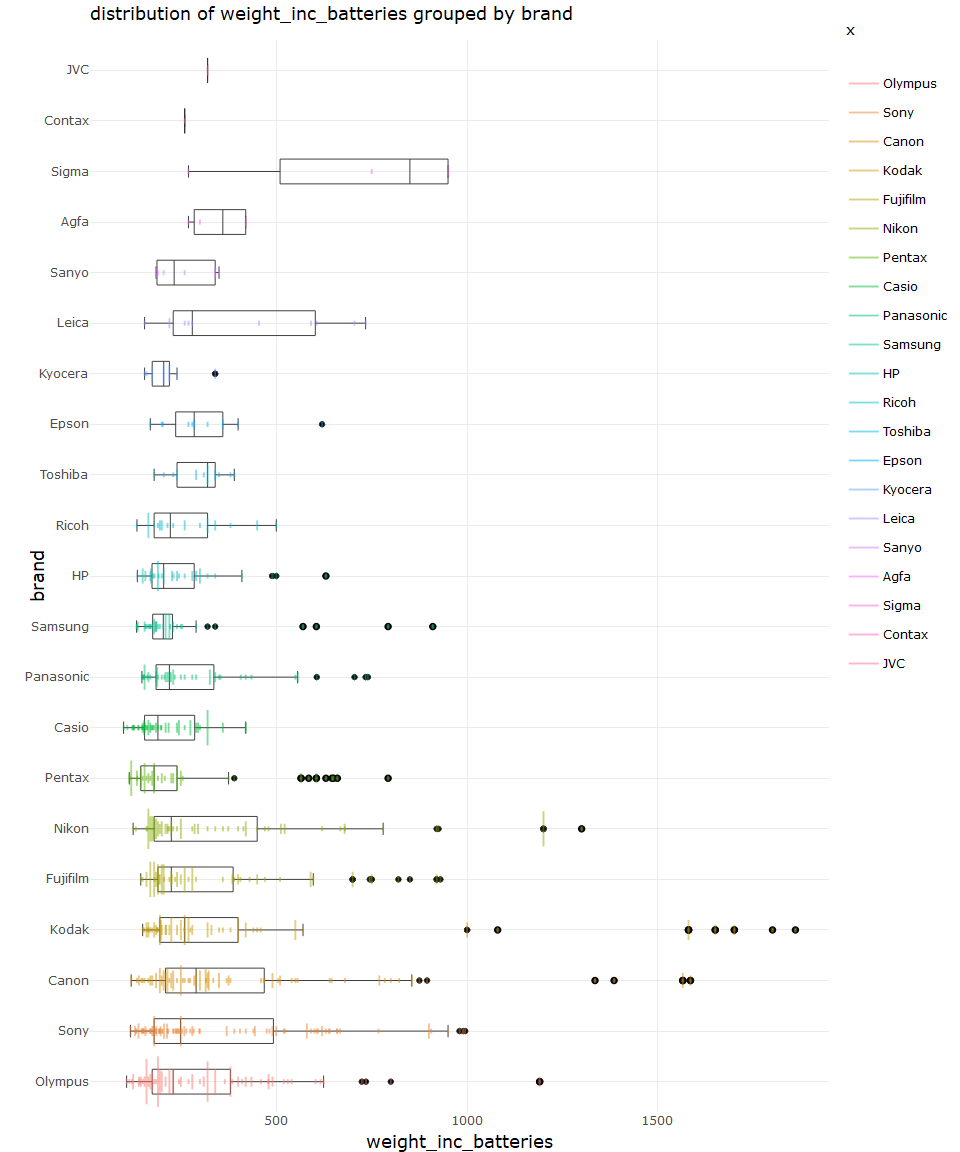 distribution of weight_inc_batteries grouped by brand
x
JVC
Contax
Sigma
Agfa
Sanyo
Leica
Kyocera
Epson
Toshiba
Ricoh
HP
Samsung
Panasonic
Casio
Pentax
Nikon
Fujifilm
Kodak
Canon
Sony
Olympus
brand
500
1000
1500
weight_inc_batteries
Olympus
Sony
Canon
Kodak
Fujifilm
Nikon
Pentax
Casio
Panasonic
Samsung
HP
Ricoh
Toshiba
Epson
Kyocera
Leica
Sanyo
Agfa
Sigma
Contax
JVC